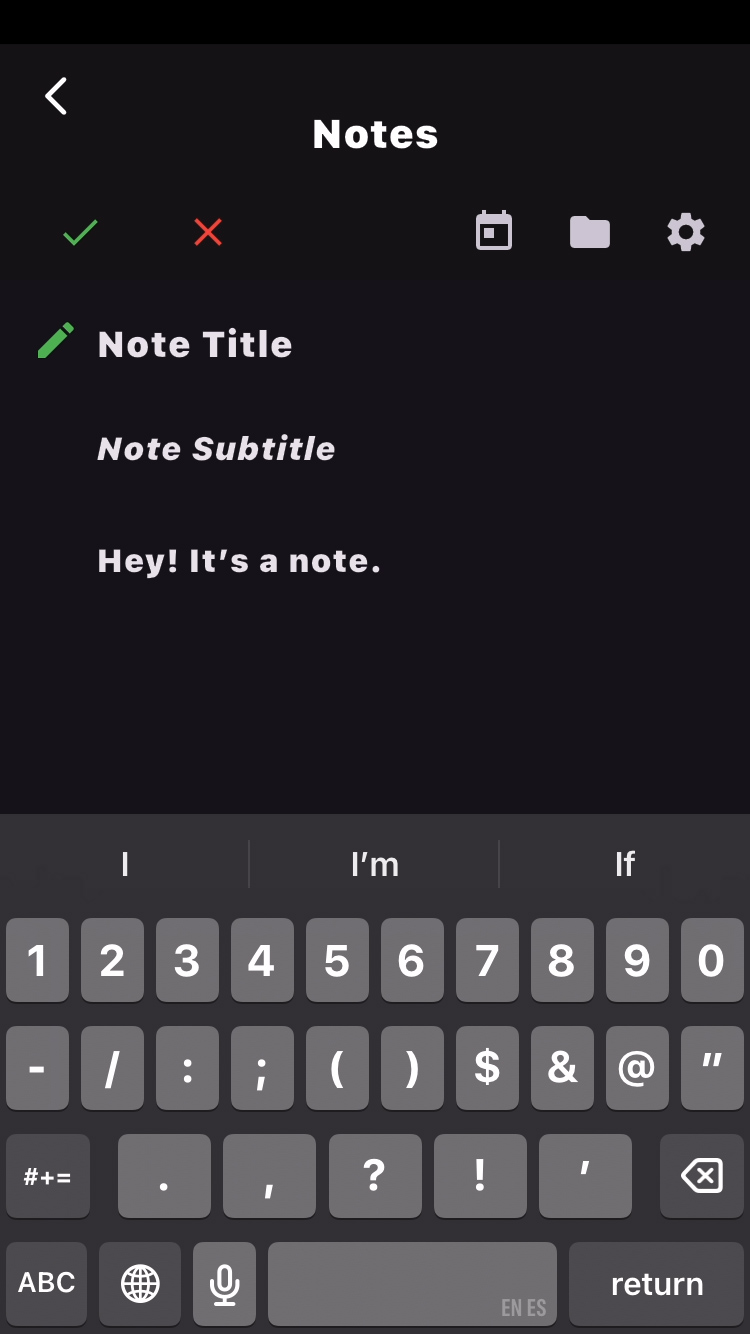 Notes
Note Title
Note Subtitle
Hey! It’s a note.
I I’m If
1 2 3 4 5 6 7 8 9 0
- / : ; ( ) $ & @ "
#+= . , ? ! '
ABC EN ES return